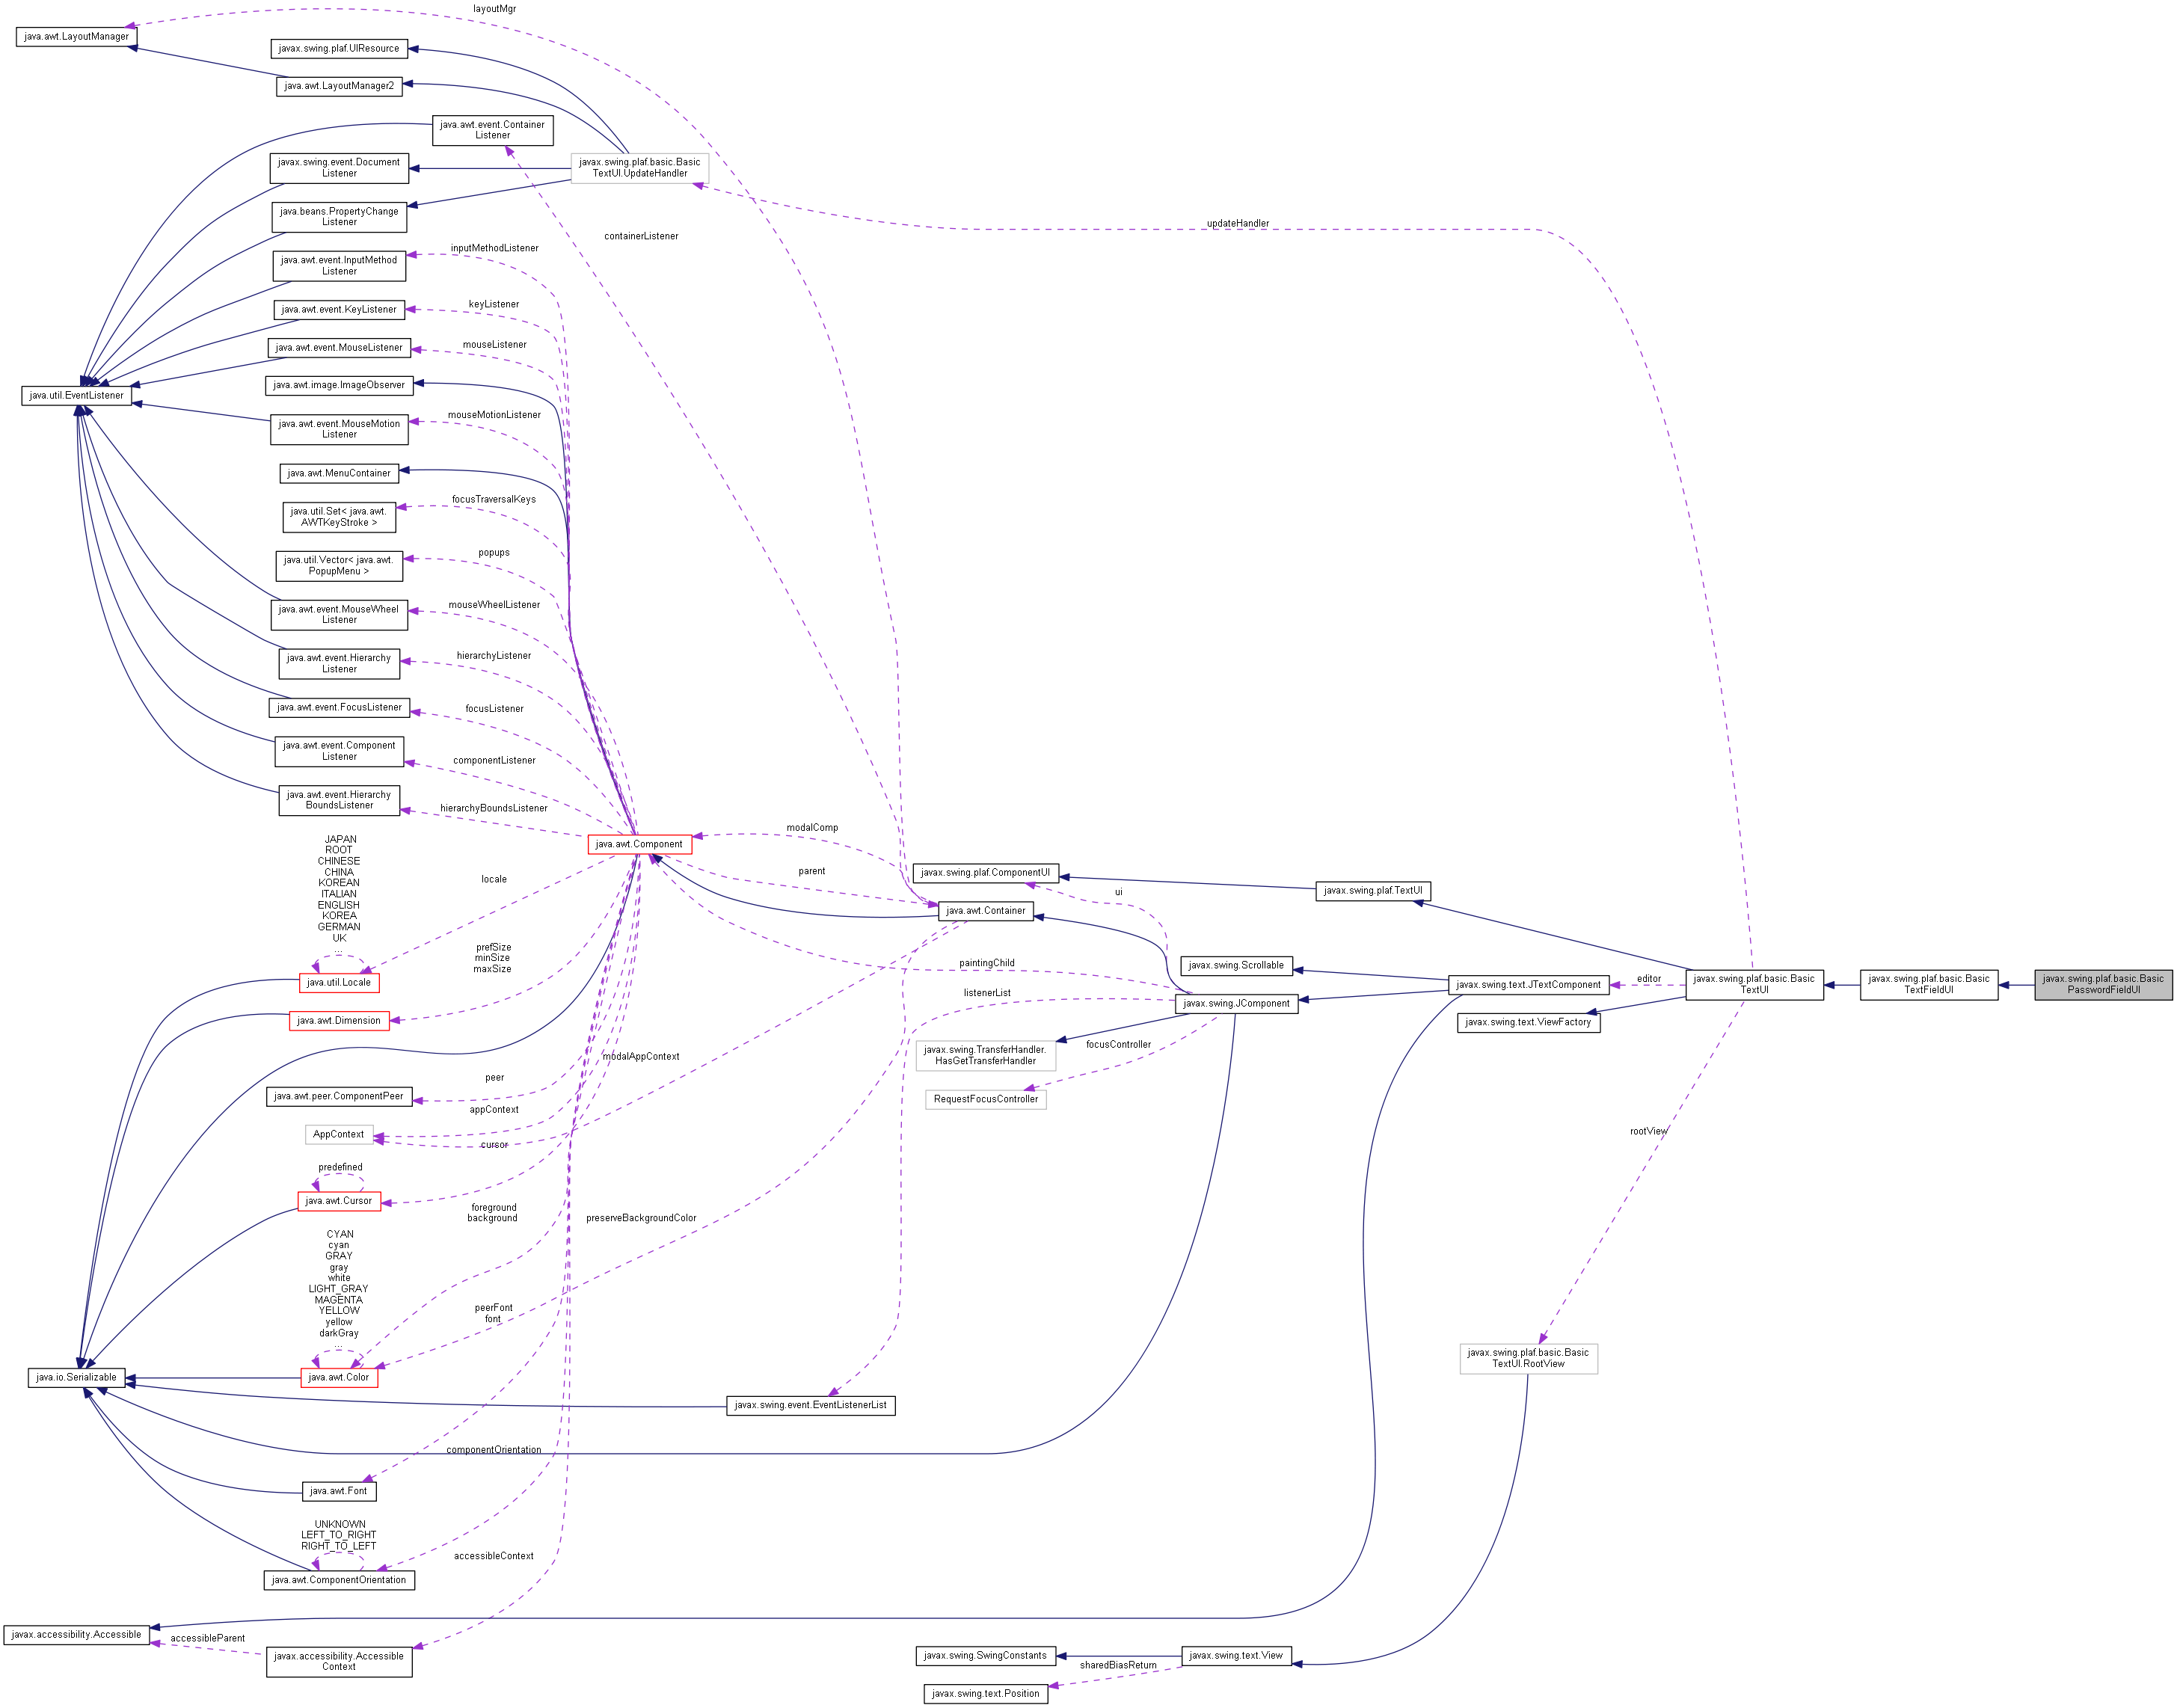 layoutMgr
java.awt.LayoutManager
javax.swing.plaf.UIResource
java.awt.LayoutManager2
java.awt.event.Container
Listener
javax.swing.event.Document
Listener
javax.swing.plaf.basic.Basic
TextUI.UpdateHandler
java.beans.PropertyChange
Listener
updateHandler
containerListener
inputMethodListener
java.awt.event.InputMethod
Listener
keyListener
java.awt.event.KeyListener
mouseListener
java.awt.event.MouseListener
java.awt.image.ImageObserver
java.util.EventListener
mouseMotionListener
java.awt.event.MouseMotion
Listener
java.awt.MenuContainer
focusTraversalKeys
java.util.Set< java.awt.
AWTKeyStroke >
popups
java.util.Vector< java.awt.
PopupMenu >
mouseWheelListener
java.awt.event.MouseWheel
Listener
hierarchyListener
java.awt.event.Hierarchy
Listener
focusListener
java.awt.event.FocusListener
java.awt.event.Component
Listener
componentListener
java.awt.event.Hierarchy
BoundsListener
hierarchyBoundsListener
modalComp
java.awt.Component
JAPAN
ROOT
CHINESE
CHINA
KOREAN
ITALIAN
ENGLISH
KOREA
GERMAN
UK
...
locale
parent
javax.swing.plaf.ComponentUI
ui
javax.swing.plaf.TextUI
java.awt.Container
prefSize
minSize
maxSize
paintingChild
javax.swing.Scrollable
java.util.Locale
listenerList
javax.swing.JComponent
javax.swing.text.JTextComponent
editor
javax.swing.plaf.basic.Basic
TextUI
javax.swing.plaf.basic.Basic
TextFieldUI
javax.swing.plaf.basic.Basic
PasswordFieldUI
java.awt.Dimension
javax.swing.text.ViewFactory
javax.swing.TransferHandler.
HasGetTransferHandler
focusController
modalAppContext
peer
java.awt.peer.ComponentPeer
RequestFocusController
appContext
AppContext
cursor
rootView
predefined
java.awt.Cursor
foreground
background
preserveBackgroundColor
CYAN
cyan
GRAY
gray
white
LIGHT_GRAY
MAGENTA
YELLOW
yellow
darkGray
...
peerFont
font
java.io.Serializable
java.awt.Color
javax.swing.plaf.basic.Basic
TextUI.RootView
javax.swing.event.EventListenerList
componentOrientation
java.awt.Font
UNKNOWN
LEFT_TO_RIGHT
RIGHT_TO_LEFT
accessibleContext
java.awt.ComponentOrientation
javax.accessibility.Accessible
accessibleParent
javax.accessibility.Accessible
Context
javax.swing.SwingConstants
javax.swing.text.View
sharedBiasReturn
javax.swing.text.Position